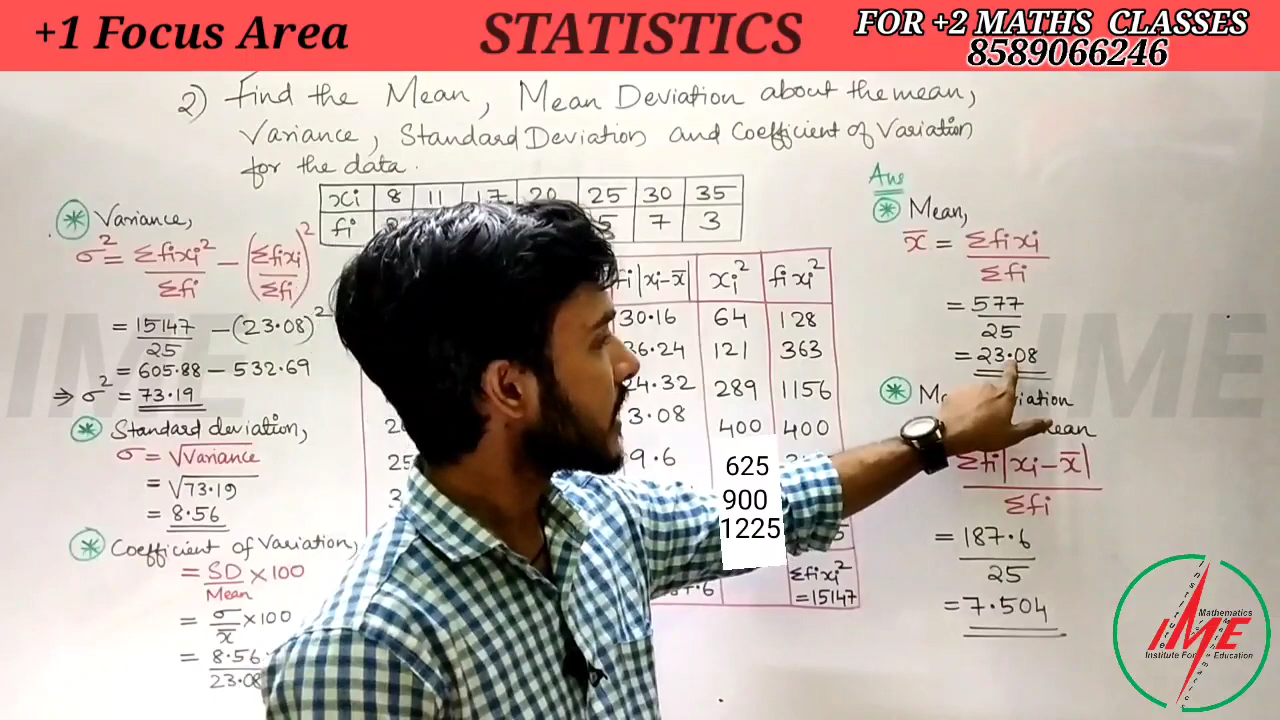 +1 Focus Area
STATISTICS
FOR +2 MATHS CLASSES
8589066246
2) Find the Mean, Mean Deviation about the mean,
Variance, Standard Deviation and Coefficient of Variation
for the data.
xi 8 11 17 20 25 30 35
fi 7 3
* Variance,
σ² = Σfixi²/Σfi − (Σfixi/Σfi)²
= 15147/25 − (23.08)²
= 605.88 − 532.69
⇒ σ² = 73.19
* Standard deviation,
σ = √Variance
= √73.19
= 8.56
* Coefficient of Variation,
= SD/Mean × 100
= σ/x̄ × 100
= 8.56
23.08
fi|xi−x̄| xi² fi xi²
30.16 64 128
36.24 121 363
24.32 289 1156
3.08 400 400
9.6 625
900
1225
Σfixi²
=15147
Ans
* Mean,
x̄ = Σfixi/Σfi
= 577/25
= 23.08
*
Σfi|xi−x̄|/Σfi
= 187.6/25
= 7.504
IME
IME
IME
Mathematics
Institute For Education